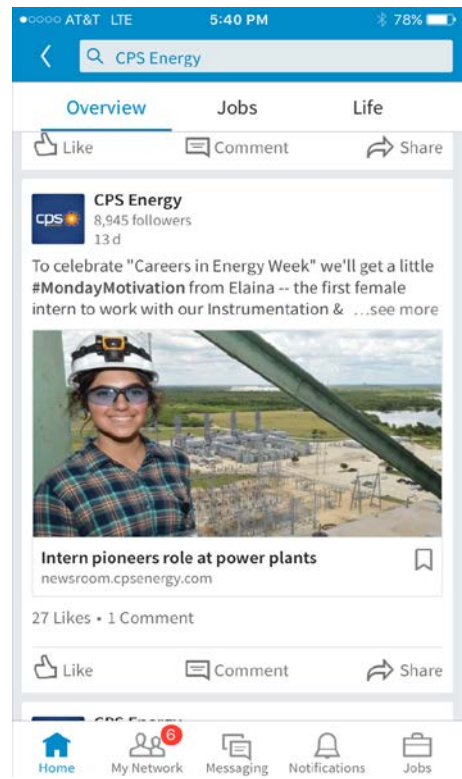 AT&T LTE 5:40 PM 78%
CPS Energy
Overview Jobs Life
Like Comment Share
CPS Energy
cps
8,945 followers
13 d
To celebrate "Careers in Energy Week" we'll get a little
#MondayMotivation from Elaina -- the first female
intern to work with our Instrumentation & ...see more
Intern pioneers role at power plants
newsroom.cpsenergy.com
27 Likes • 1 Comment
Like Comment Share
CPS Energy
6
Home My Network Messaging Notifications Jobs